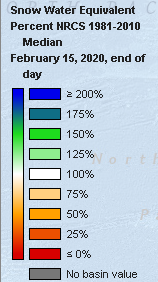 Snow Water Equivalent
Percent NRCS 1981-2010
Median
February 15, 2020, end of
day
≥ 200%
175%
150%
125%
100%
75%
50%
25%
≤ 0%
No basin value
North